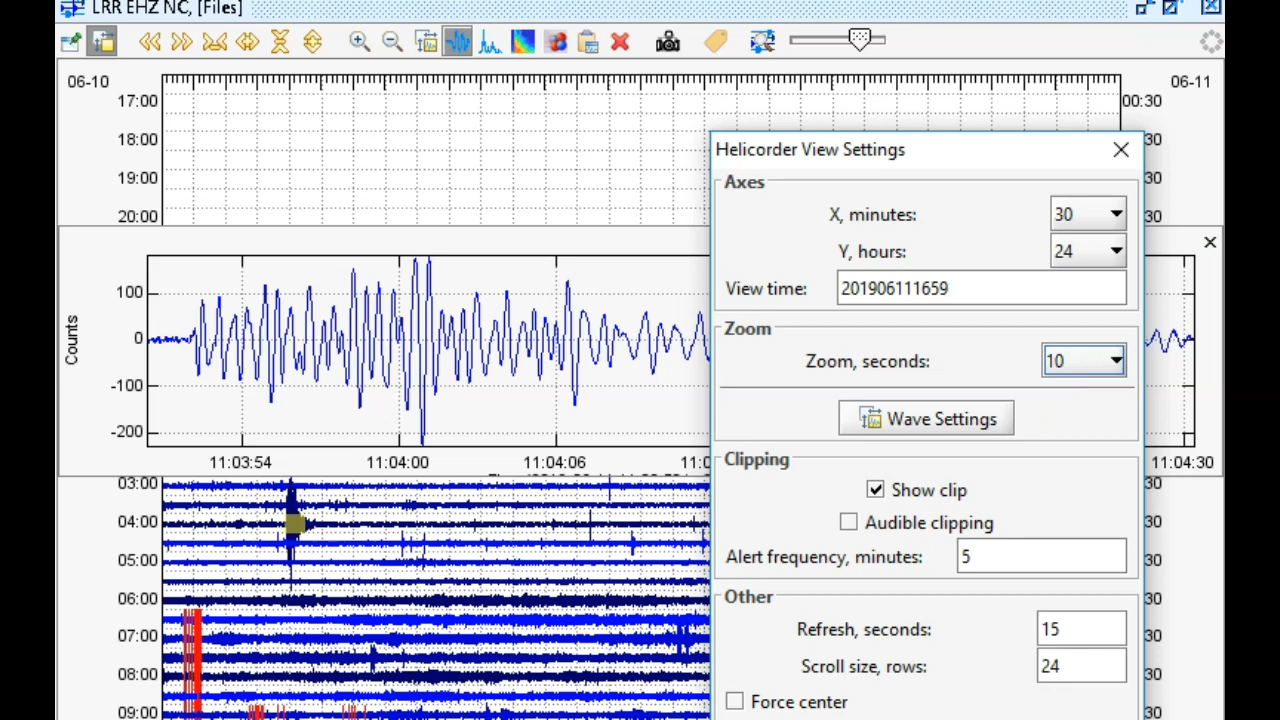 LRR EHZ NC, [Files]
06-10
06-11
17:00
00:30
18:00
30
19:00
30
20:00
30
Helicorder View Settings
Axes
X, minutes:
30
Y, hours:
24
View time:
201906111659
Zoom
Zoom, seconds:
10
Wave Settings
Clipping
Show clip
Audible clipping
Alert frequency, minutes:
5
Other
Refresh, seconds:
15
Scroll size, rows:
24
Force center
Counts
100
0
-100
-200
11:03:54
11:04:00
11:04:06
11:0
11:04:30
03:00
30
04:00
30
05:00
30
06:00
30
07:00
30
08:00
30
09:00
30